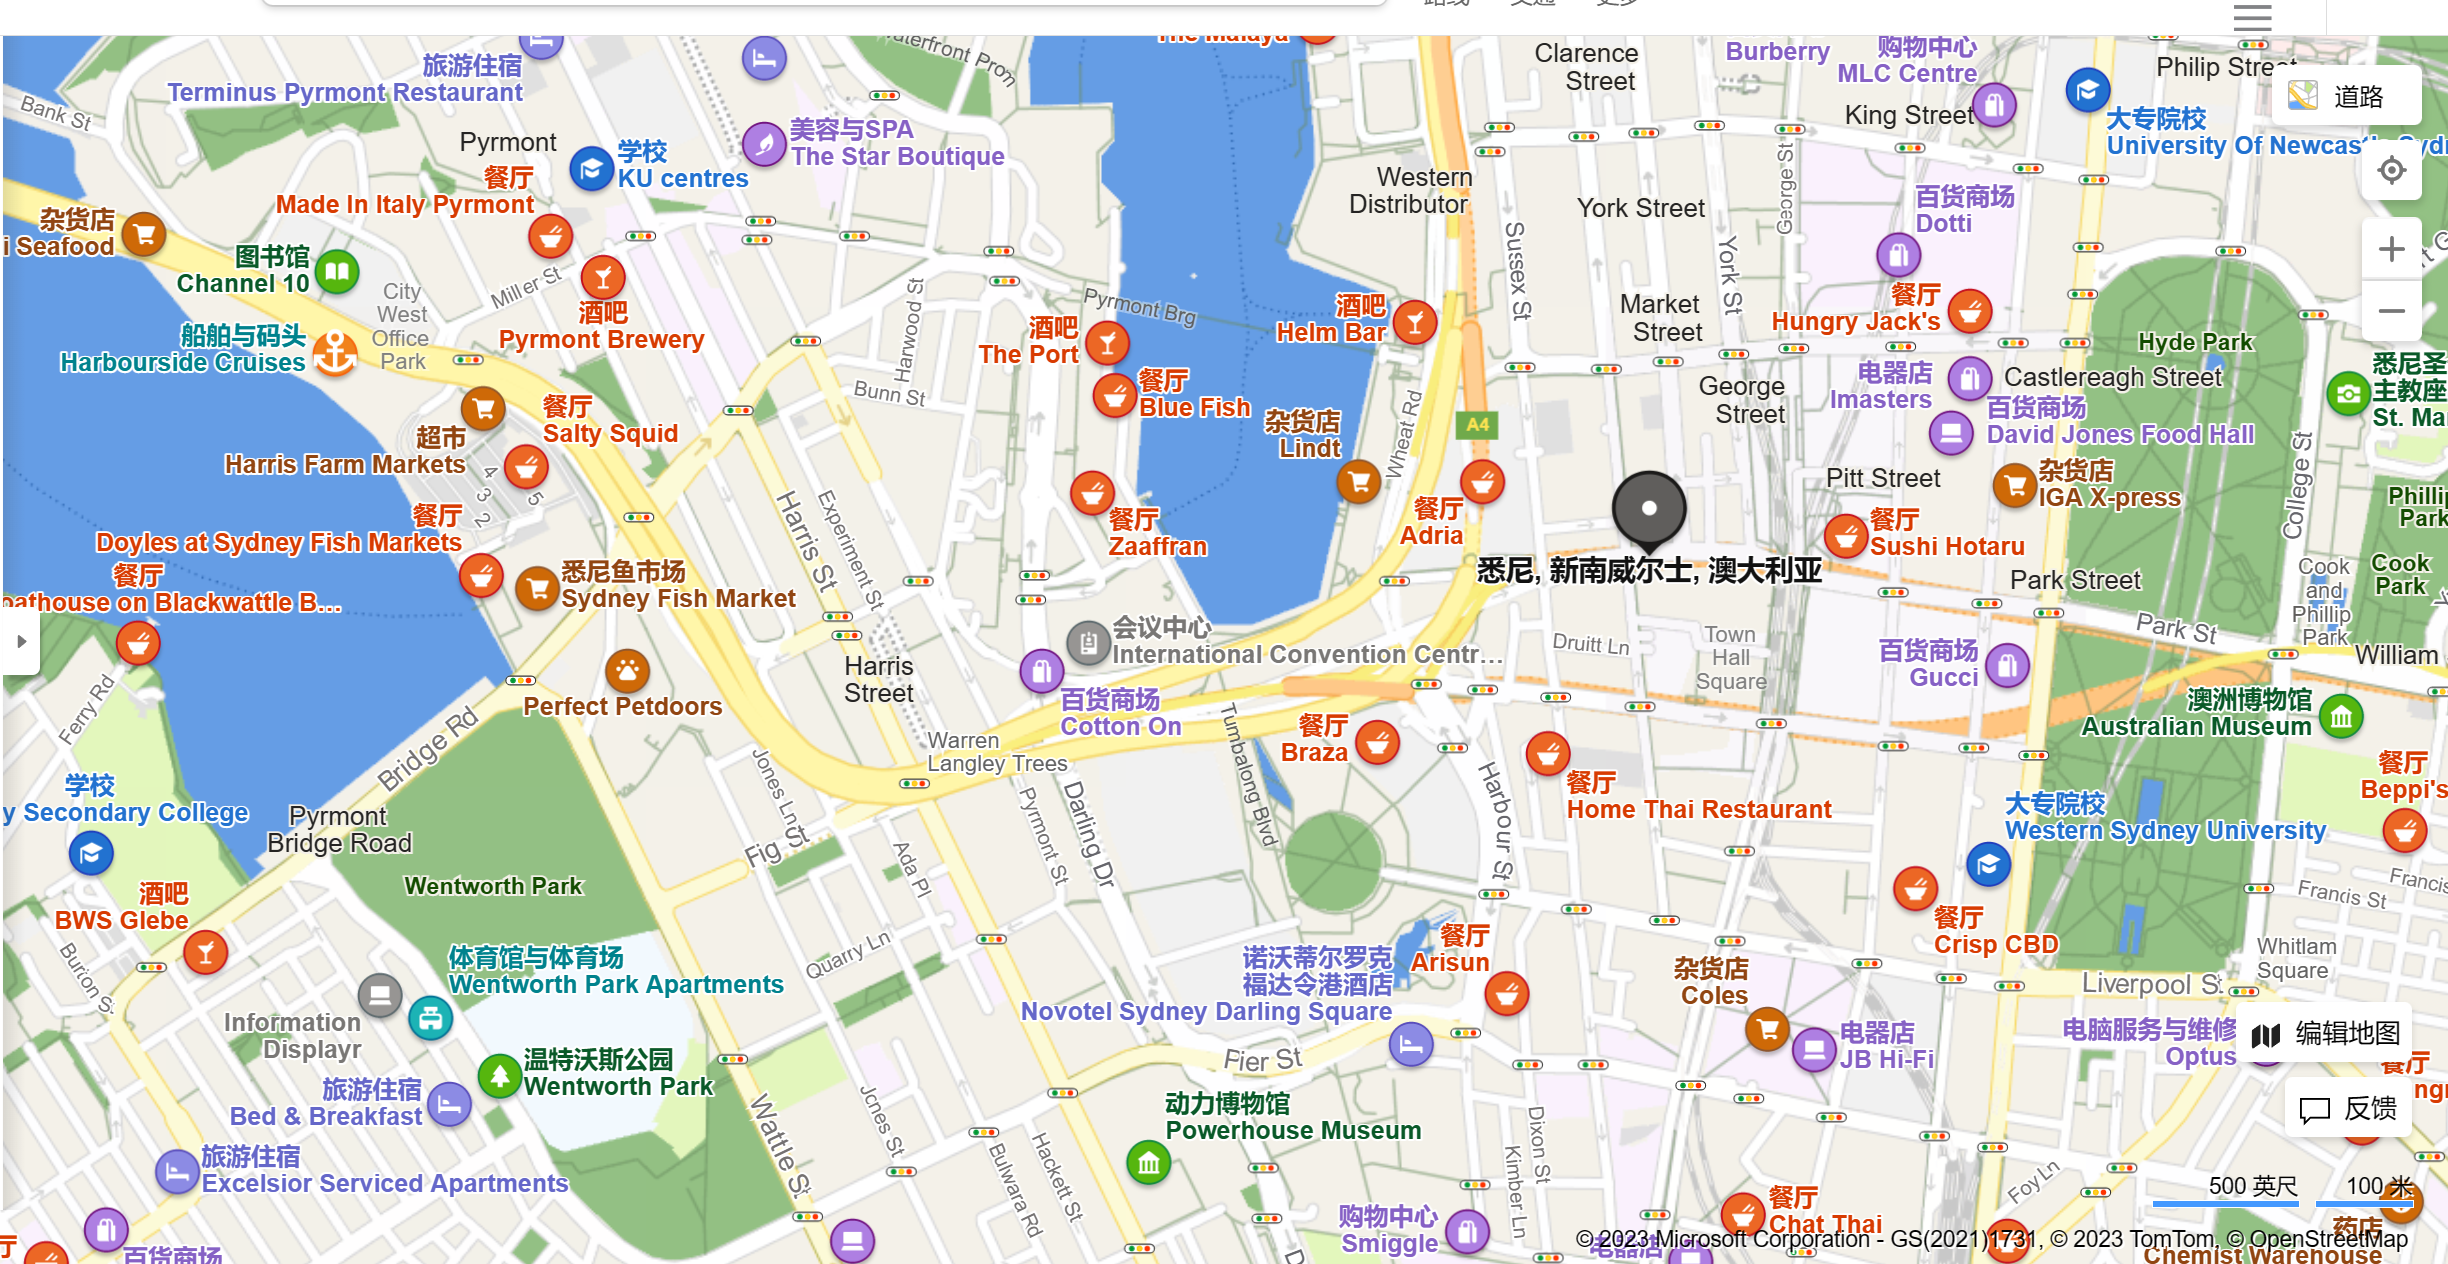 The Malaya
Clarence
Street
Burberry
购物中心
MLC Centre
Philip Street
道路
旅游住宿
Terminus Pyrmont Restaurant
Bank St
Pyrmont
学校
KU centres
美容与SPA
The Star Boutique
King Street
大专院校
餐厅
Made In Italy Pyrmont
Western
Distributor
York Street
George St
百货商场
Dotti
杂货店
i Seafood
图书馆
Channel 10
City
West
Office
Park
Miller St
酒吧
Pyrmont Brewery
船舶与码头
Harbourside Cruises
Harwood St
Bunn St
Pyrmont Brg
酒吧
The Port
餐厅
Blue Fish
酒吧
Helm Bar
Sussex St
York St
Market
Street
餐厅
Hungry Jack's
Hyde Park
电器店
Imasters
Castlereagh Street
百货商场
David Jones Food Hall
George
Street
A4
Wheat Rd
杂货店
Lindt
超市
Harris Farm Markets
4
3
2
5
餐厅
Salty Squid
餐厅
Doyles at Sydney Fish Markets
餐厅
oathouse on Blackwattle B...
悉尼鱼市场
Sydney Fish Market
Harris St
Experiment St
餐厅
Zaaffran
餐厅
Adria
悉尼, 新南威尔士, 澳大利亚
Pitt Street
杂货店
IGA X-press
餐厅
Sushi Hotaru
College St
悉尼圣
主教座
St. Ma
Phillip
Park
Cook
Park
Cook
and
Phillip
Park
Park Street
Park St
William
会议中心
International Convention Centr...
百货商场
Cotton On
Druitt Ln
Town
Hall
Square
百货商场
Gucci
澳洲博物馆
Australian Museum
Perfect Petdoors
Harris
Street
Ferry Rd
Bridge Rd
Warren
Langley Trees
Tumbalong Blvd
餐厅
Braza
餐厅
Home Thai Restaurant
Harbour St
餐厅
Beppi's
学校
y Secondary College
Pyrmont
Bridge Road
Jones Ln
Fig St
Pyrmont St
Darling Dr
Ada Pl
大专院校
Western Sydney University
Wentworth Park
酒吧
BWS Glebe
Burton St
Quarry Ln
餐厅
Crisp CBD
Francis St
Francis
体育馆与体育场
Wentworth Park Apartments
Information
Displayr
诺沃蒂尔罗克
福达令港酒店
Novotel Sydney Darling Square
餐厅
Arisun
杂货店
Coles
Whitlam
Square
Liverpool St
电器店
JB Hi-Fi
电脑服务与维修
Optus
编辑地图
餐厅
反馈
温特沃斯公园
Wentworth Park
旅游住宿
Bed & Breakfast
Pier St
Wattle St
Jones St
动力博物馆
Powerhouse Museum
Bulwara Rd
Hackett St
Dixon St
Kimber Ln
Foy Ln
旅游住宿
Excelsior Serviced Apartments
500 英尺
100 米
餐厅
Chat Thai
购物中心
Smiggle
百货商场
厅
电器店
药店
Chemist Warehouse
© 2023 Microsoft Corporation - GS(2021)1731, © 2023 TomTom, © OpenStreetMap